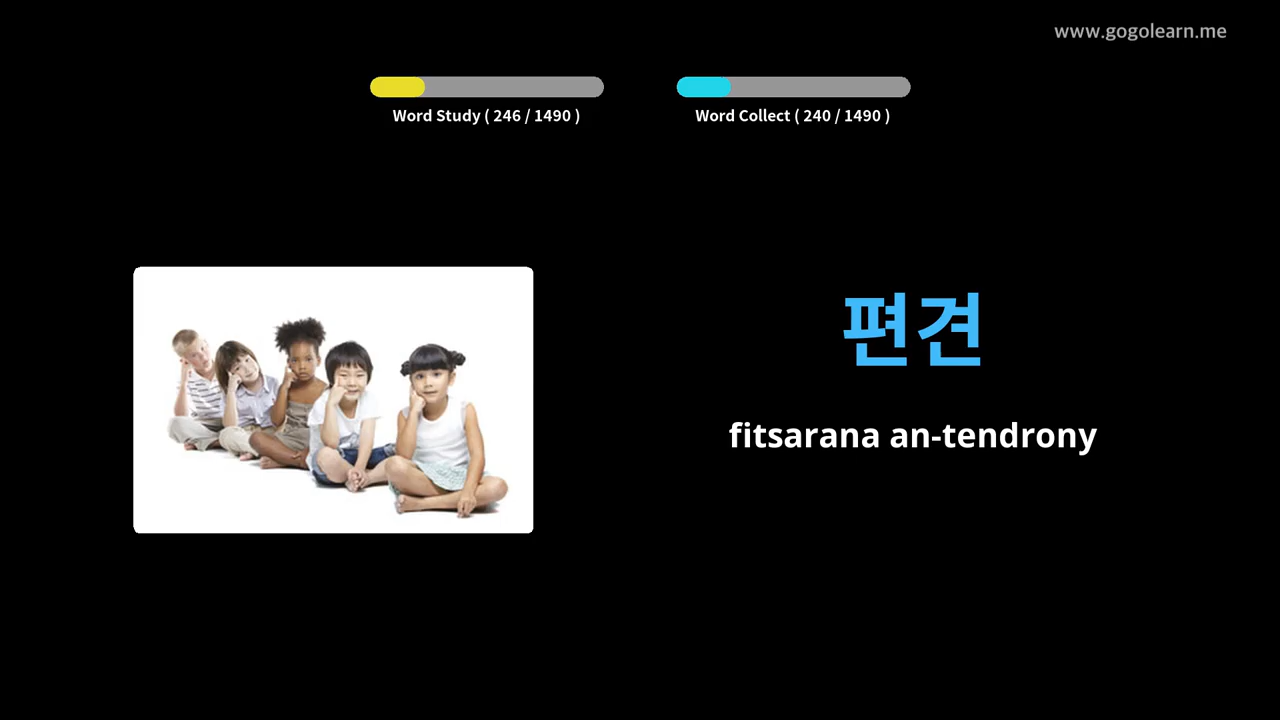 www.gogolearn.me
Word Study ( 246 / 1490 )
Word Collect ( 240 / 1490 )
편견
fitsarana an-tendrony